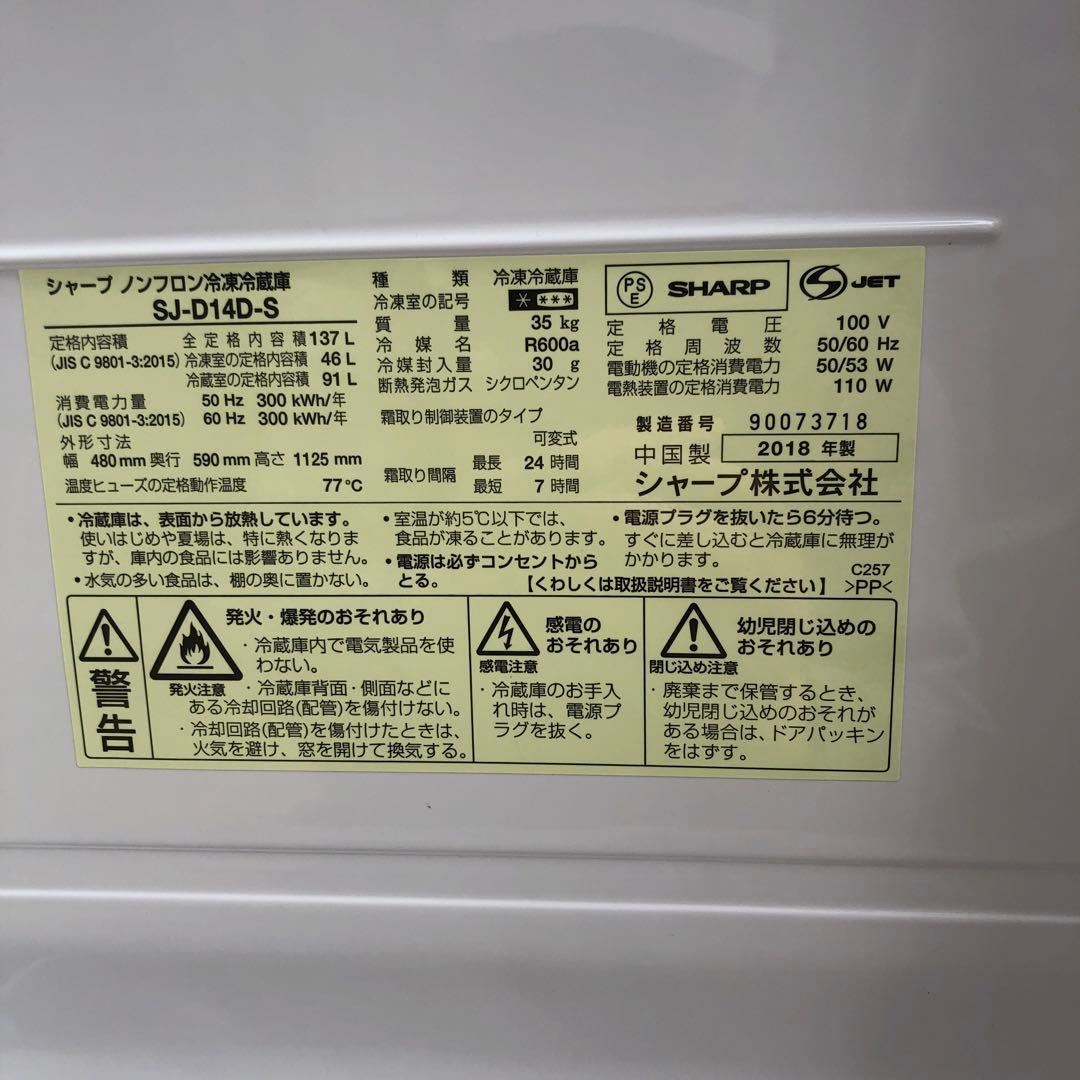 シャープ ノンフロン冷凍冷蔵庫
SJ-D14D-S
定格内容積 全定格内容積 137 L
(JIS C 9801-3:2015) 冷凍室の定格内容積 46 L
冷蔵室の定格内容積 91 L
消費電力量 50 Hz 300 kWh/年
(JIS C 9801-3:2015) 60 Hz 300 kWh/年
外形寸法
幅 480 mm 奥行 590 mm 高さ 1125 mm
温度ヒューズの定格動作温度 77℃
種類 冷凍冷蔵庫
冷凍室の記号 * ***
質量 35 kg
冷媒名 R600a
冷媒封入量 30 g
断熱発泡ガス シクロペンタン
霜取り制御装置のタイプ
可変式
霜取り間隔 最長 24 時間
最短 7 時間
PS
E
SHARP
S JET
定格電圧 100 V
定格周波数 50/60 Hz
電動機の定格消費電力 50/53 W
電熱装置の定格消費電力 110 W
製造番号 90073718
中国製 2018 年製
シャープ株式会社
・冷蔵庫は、表面から放熱しています。
使いはじめや夏場は、特に熱くなりま
すが、庫内の食品には影響ありません。
・水気の多い食品は、棚の奥に置かない。
・室温が約5℃以下では、
食品が凍ることがあります。
・電源は必ずコンセントから
とる。
・電源プラグを抜いたら6分待つ。
すぐに差し込むと冷蔵庫に無理が
かかります。
C257
【くわしくは取扱説明書をご覧ください】 >PP<
警告
発火・爆発のおそれあり
発火注意
・冷蔵庫内で電気製品を使
わない。
・冷蔵庫背面・側面などに
ある冷却回路(配管)を傷付けない。
・冷却回路(配管)を傷付けたときは、
火気を避け、窓を開けて換気する。
感電の
おそれあり
感電注意
・冷蔵庫のお手入
れ時は、電源プ
ラグを抜く。
幼児閉じ込めの
おそれあり
閉じ込め注意
・廃棄まで保管するとき、
幼児閉じ込めのおそれが
ある場合は、ドアパッキン
をはずす。